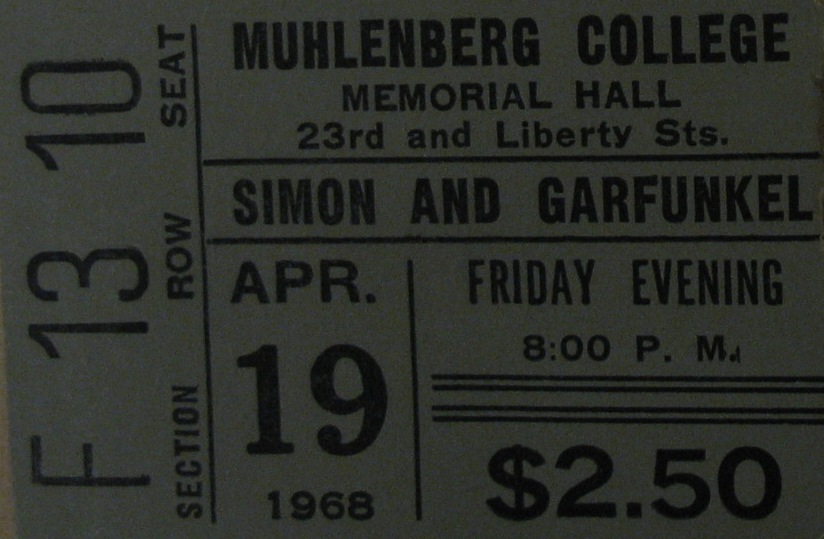 MUHLENBERG COLLEGE
MEMORIAL HALL
23rd and Liberty Sts.
SIMON AND GARFUNKEL
APR.
19
1968
FRIDAY EVENING
8:00 P. M.
$2.50
SECTION ROW SEAT
F 13 10